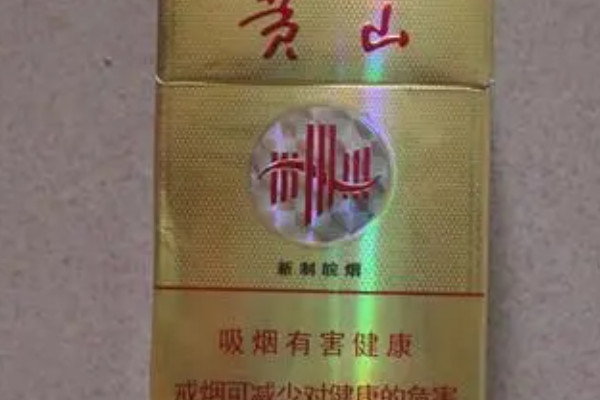 黄山
新制皖烟
吸烟有害健康
戒烟可减少对健康的危害